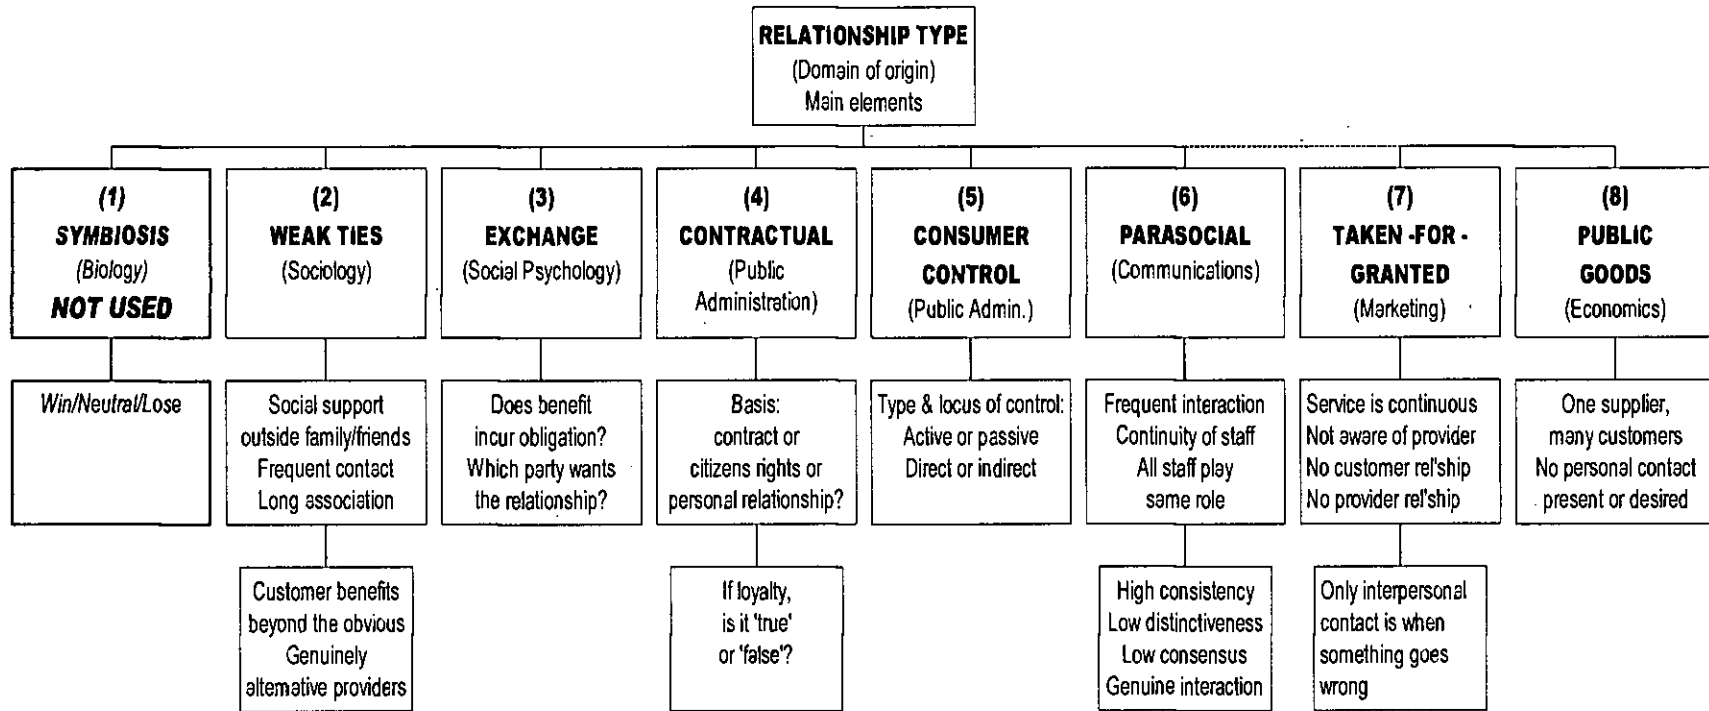 RELATIONSHIP TYPE
(Domain of origin)
Main elements
(1)
SYMBIOSIS
(Biology)
NOT USED
Win/Neutral/Lose
(2)
WEAK TIES
(Sociology)
Social support
outside family/friends
Frequent contact
Long association
Customer benefits
beyond the obvious
Genuinely
alternative providers
(3)
EXCHANGE
(Social Psychology)
Does benefit
incur obligation?
Which party wants
the relationship?
(4)
CONTRACTUAL
(Public
Administration)
Basis:
contract or
citizens rights or
personal relationship?
If loyalty,
is it 'true'
or 'false'?
(5)
CONSUMER
CONTROL
(Public Admin.)
Type & locus of control:
Active or passive
Direct or indirect
(6)
PARASOCIAL
(Communications)
Frequent interaction
Continuity of staff
All staff play
same role
High consistency
Low distinctiveness
Low consensus
Genuine interaction
(7)
TAKEN -FOR -
GRANTED
(Marketing)
Service is continuous
Not aware of provider
No customer rel'ship
No provider rel'ship
Only interpersonal
contact is when
something goes
wrong
(8)
PUBLIC
GOODS
(Economics)
One supplier,
many customers
No personal contact
present or desired